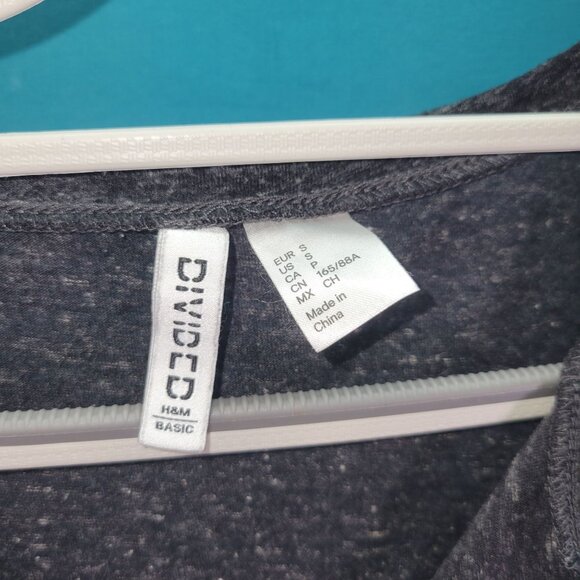 DIVIDED
H&M
BASIC
EUR S
US S
CA P
CN 165/88A
MX CH
Made in
China